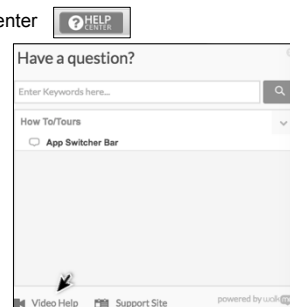 enter ? HELP
CENTER
Have a question?
Enter Keywords here...
How To/Tours
App Switcher Bar
Video Help Support Site powered by walkme